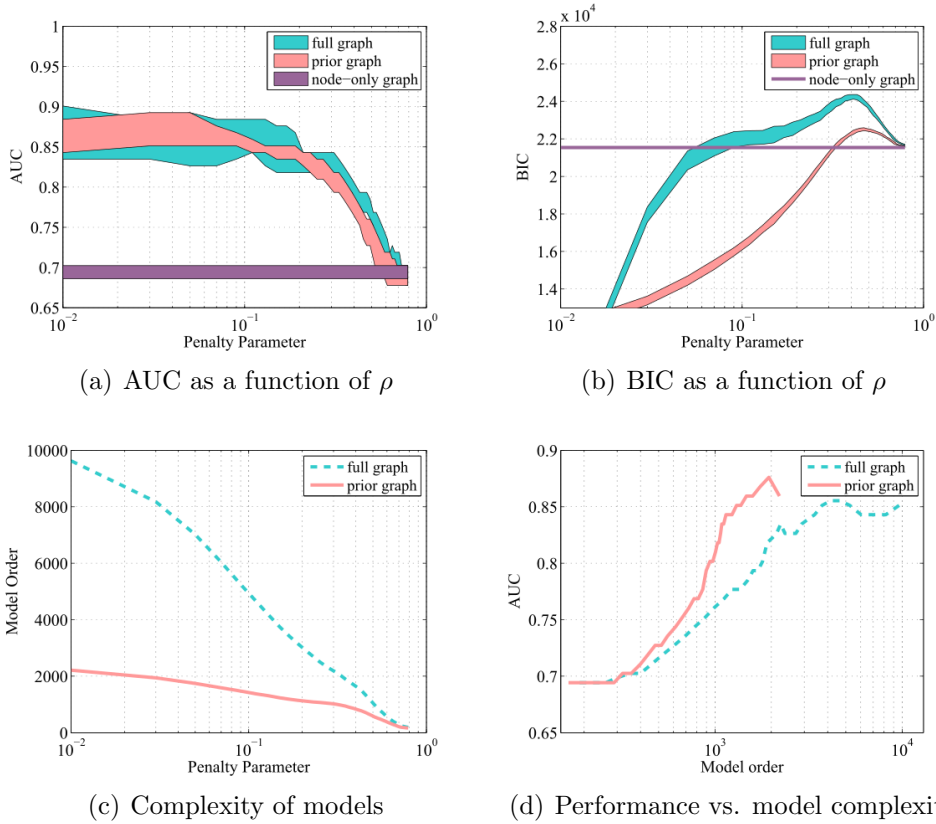 1
0.95
0.9
0.85
0.8
0.75
0.7
0.65
AUC
full graph
prior graph
node-only graph
10^-2
10^-1
10^0
Penalty Parameter
(a) AUC as a function of ρ
x 10^4
2.8
2.6
2.4
2.2
2
1.8
1.6
1.4
BIC
full graph
prior graph
node-only graph
10^-2
10^-1
10^0
Penalty Parameter
(b) BIC as a function of ρ
10000
8000
6000
4000
2000
0
Model Order
full graph
prior graph
10^-2
10^-1
10^0
Penalty Parameter
(c) Complexity of models
0.9
0.85
0.8
0.75
0.7
0.65
AUC
full graph
prior graph
10^3
10^4
Model order
(d) Performance vs. model complexi